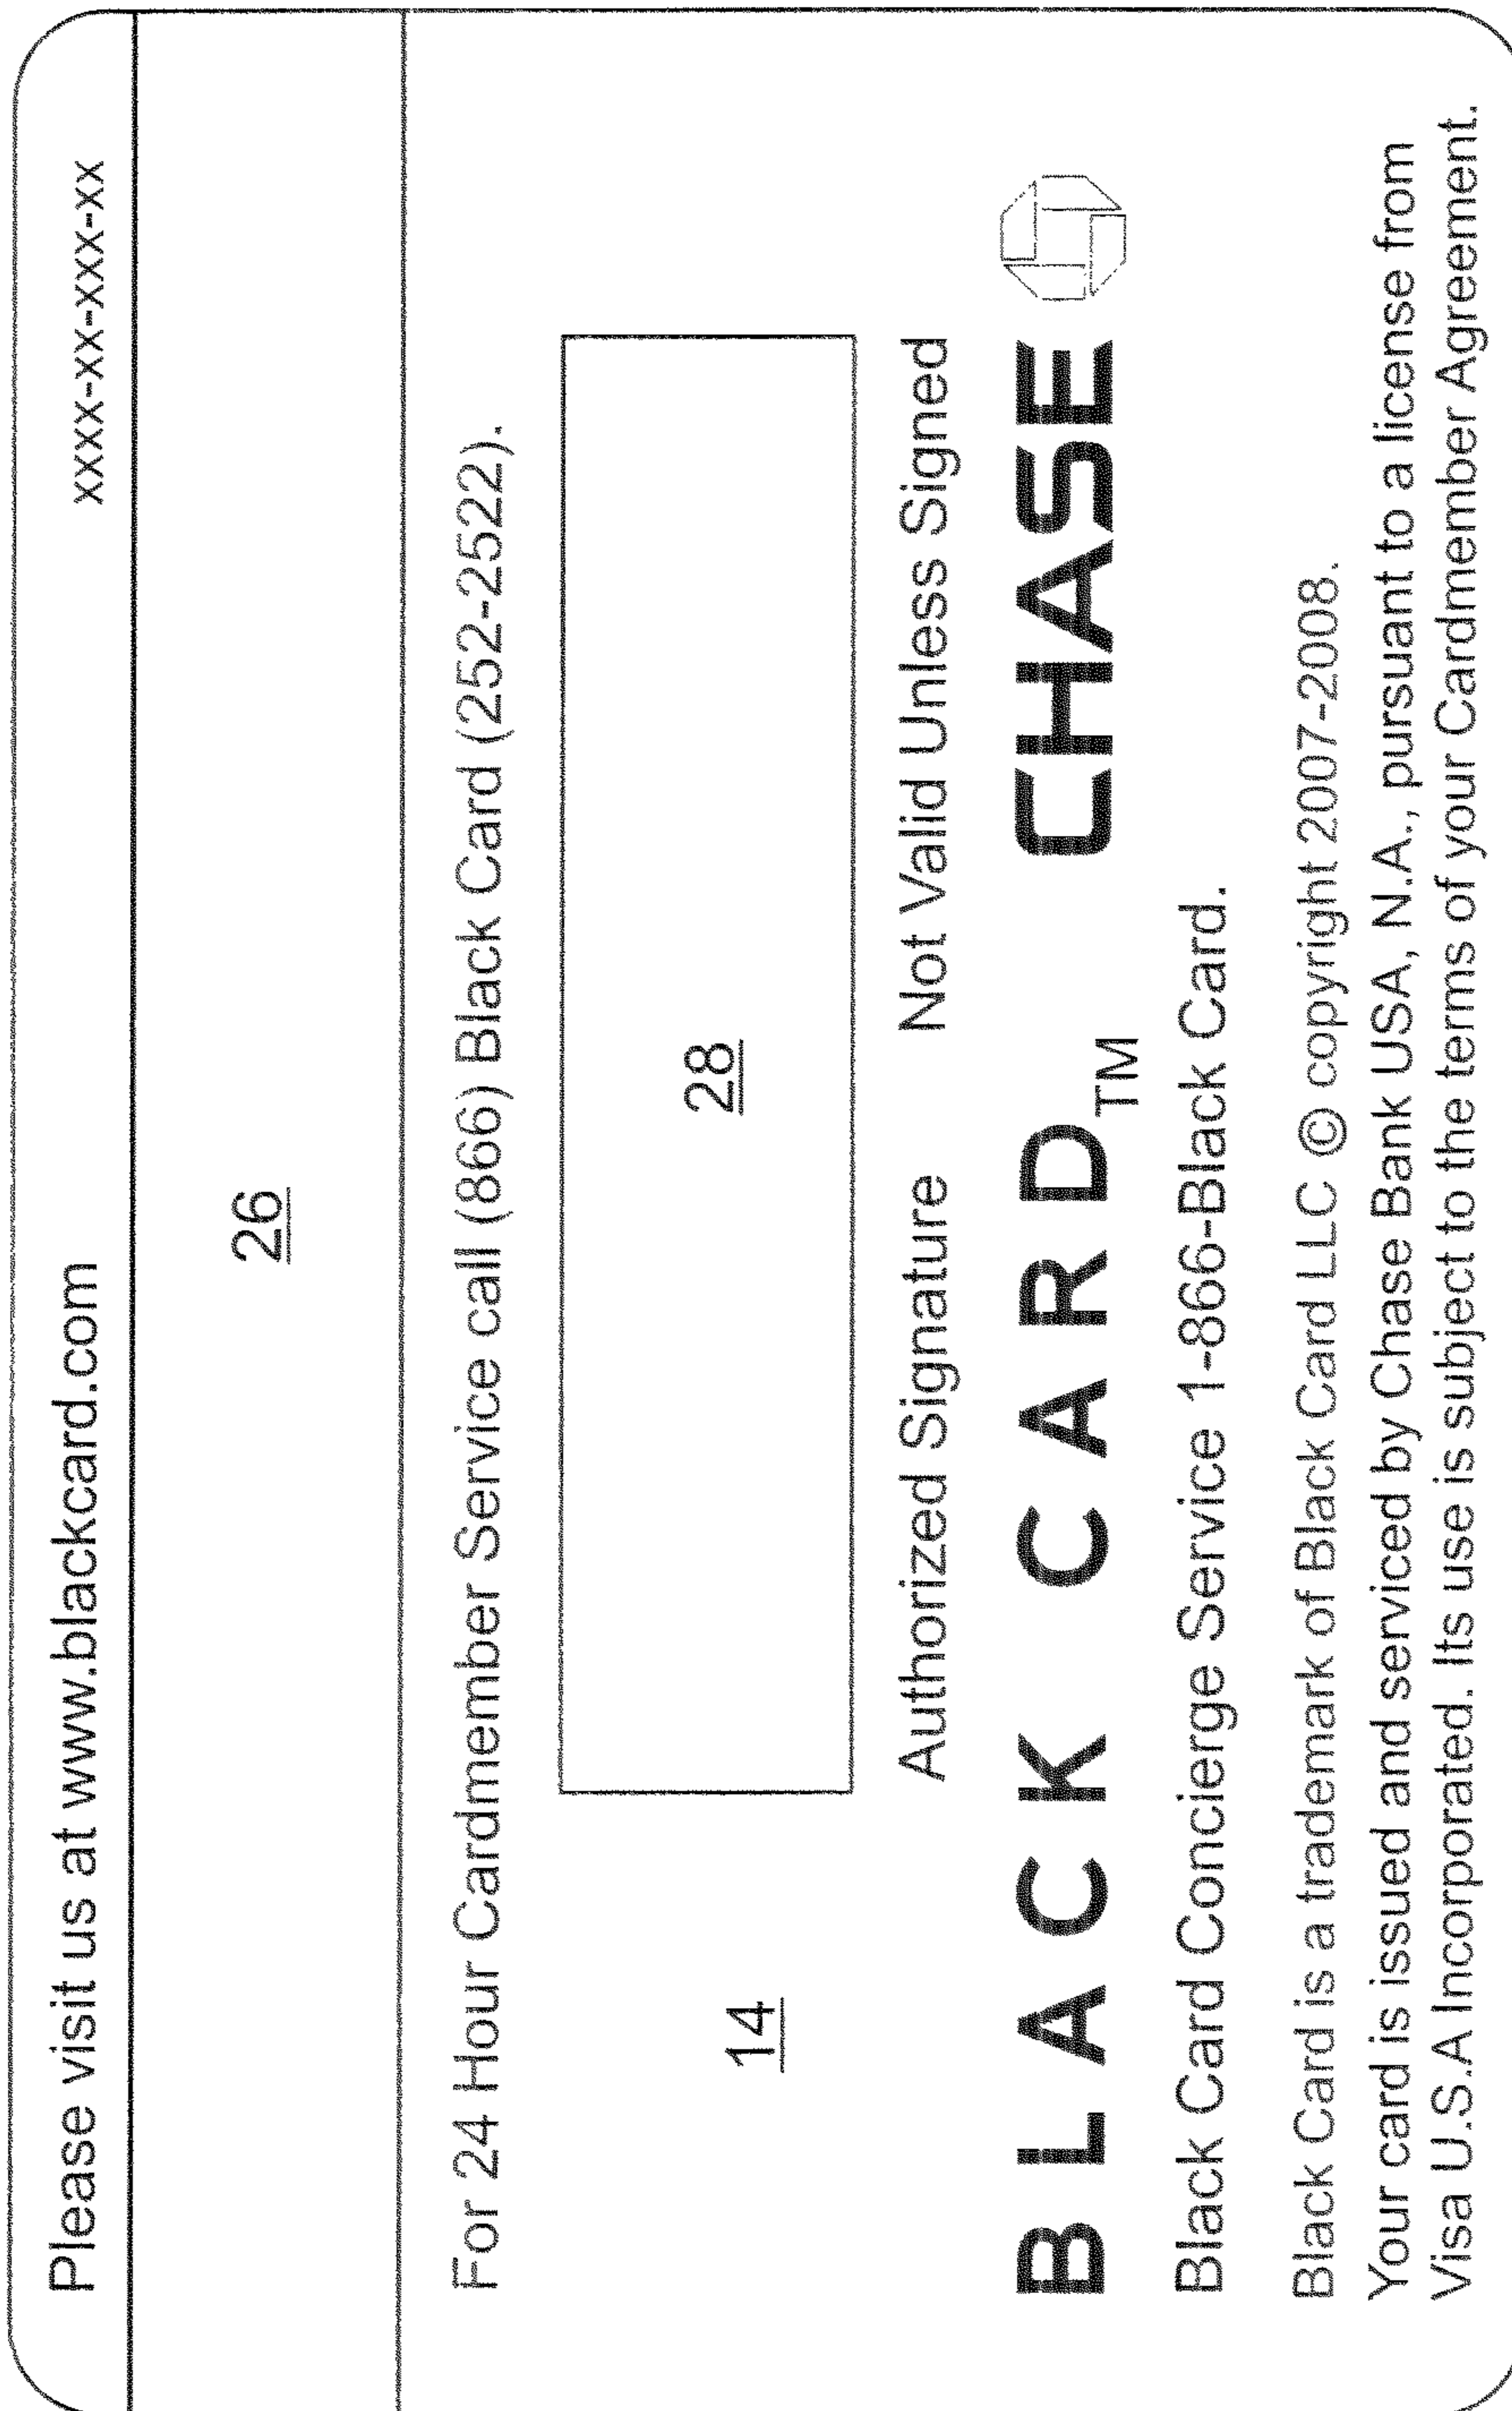 Please visit us at www.blackcard.com xxxx-xx-xxx-xx
26
For 24 Hour Cardmember Service call (866) Black Card (252-2522).
28
14
Authorized Signature Not Valid Unless Signed
BLACK CARD™ CHASE
Black Card Concierge Service 1-866-Black Card.
Black Card is a trademark of Black Card LLC © copyright 2007-2008.
Your card is issued and serviced by Chase Bank USA, N.A., pursuant to a license from
Visa U.S.A Incorporated. Its use is subject to the terms of your Cardmember Agreement.